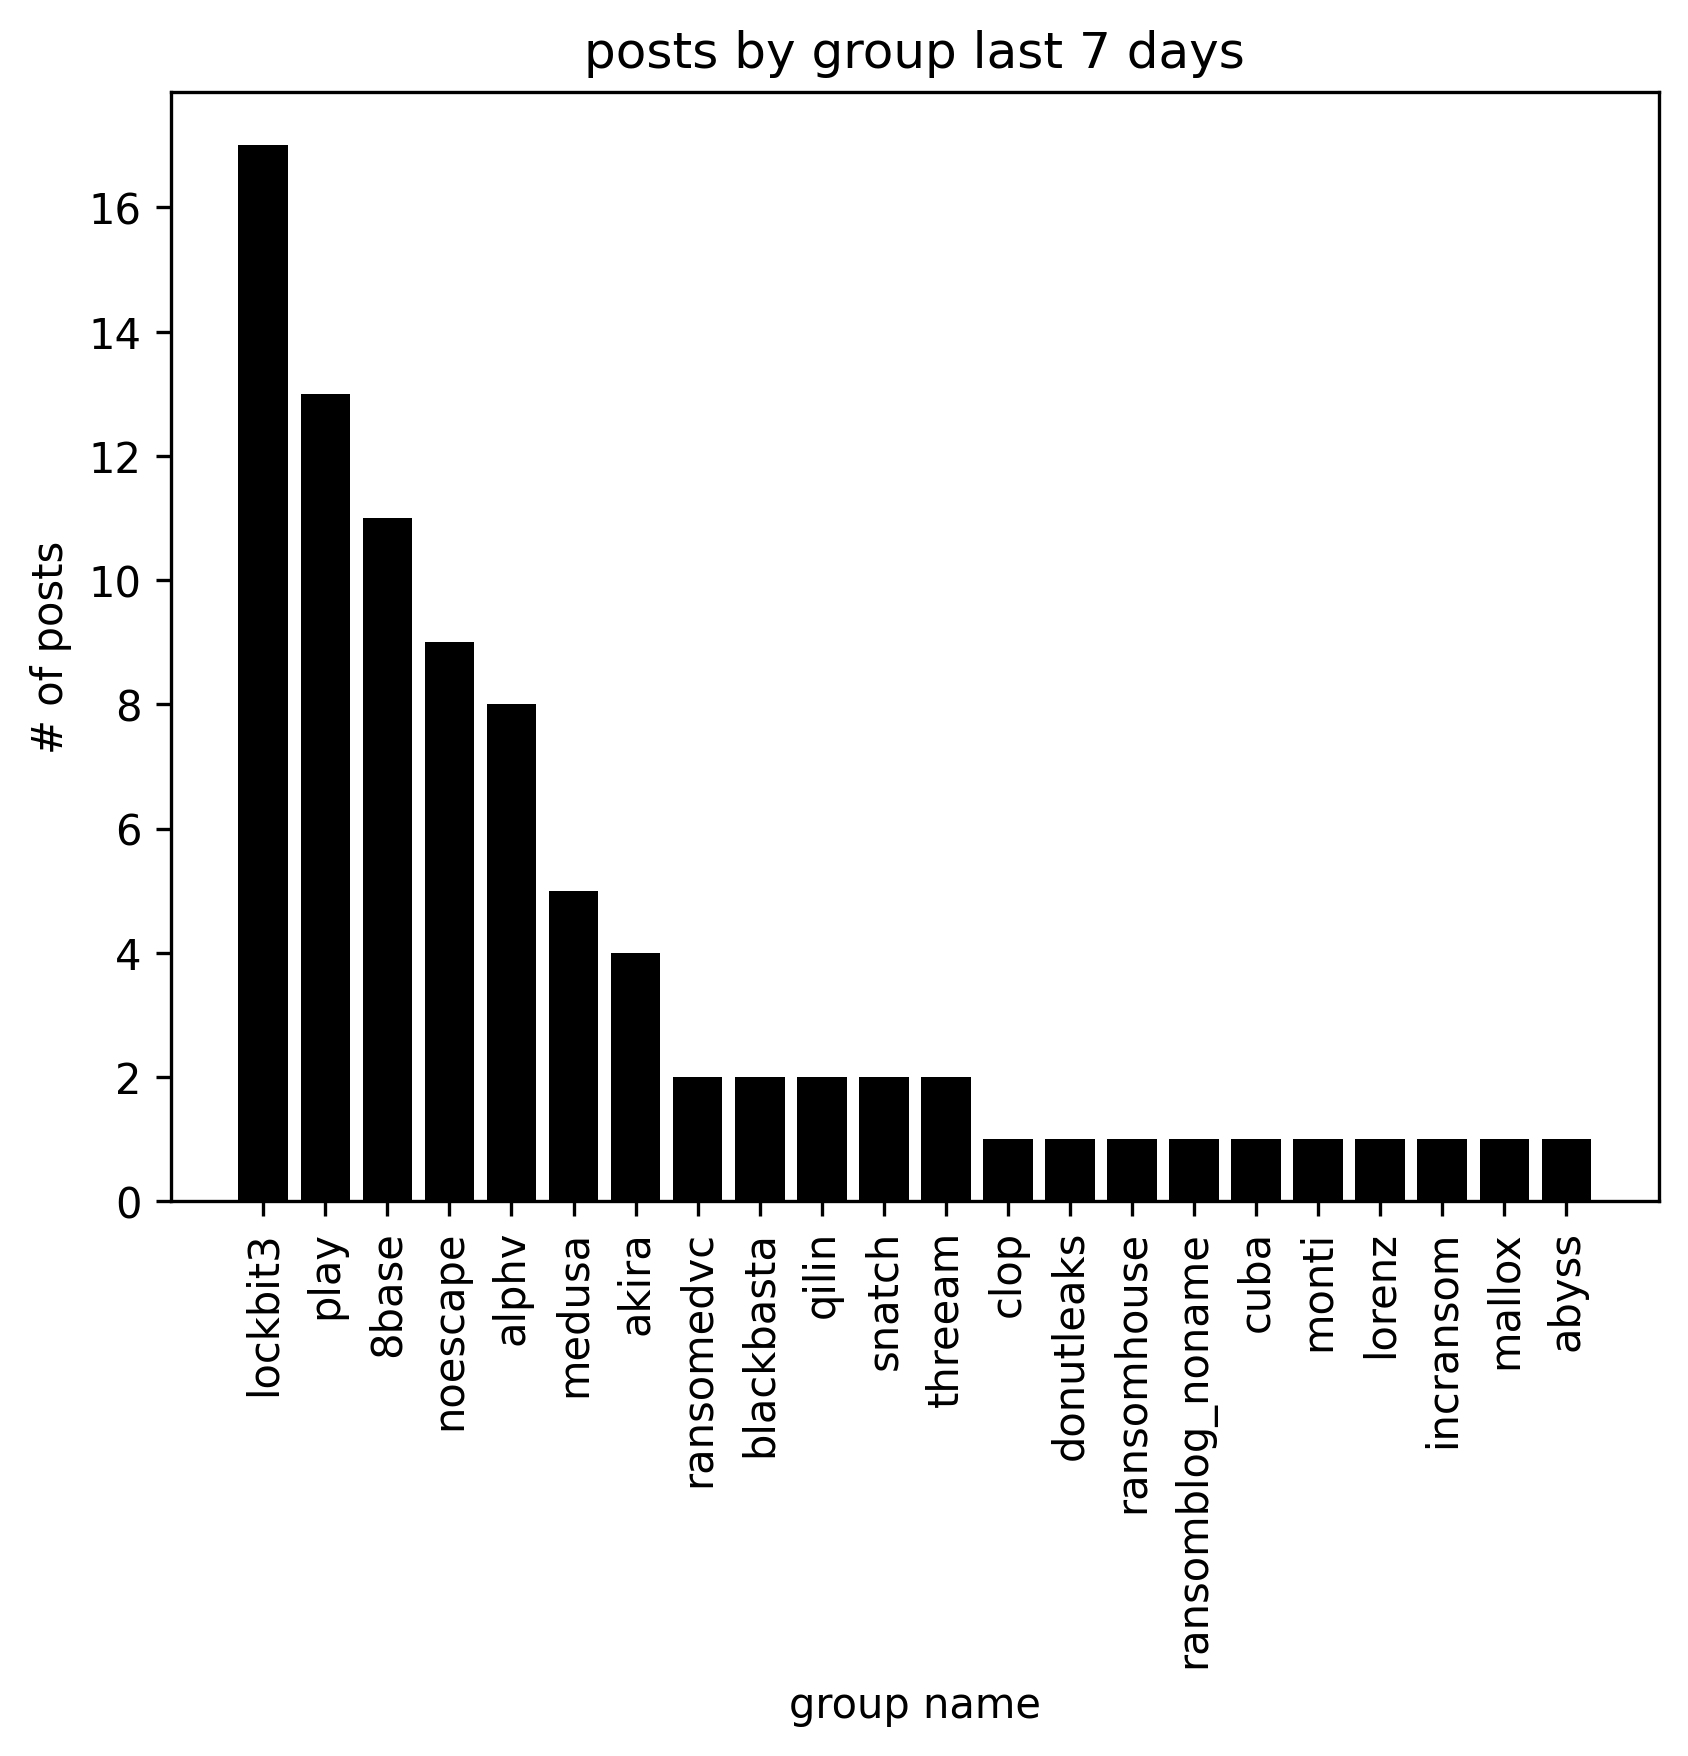 posts by group last 7 days
# of posts
16
14
12
10
8
6
4
2
0
lockbit3
play
8base
noescape
alphv
medusa
akira
ransomedvc
blackbasta
qilin
snatch
threeam
clop
donutleaks
ransomhouse
ransomblog_noname
cuba
monti
lorenz
incransom
mallox
abyss
group name